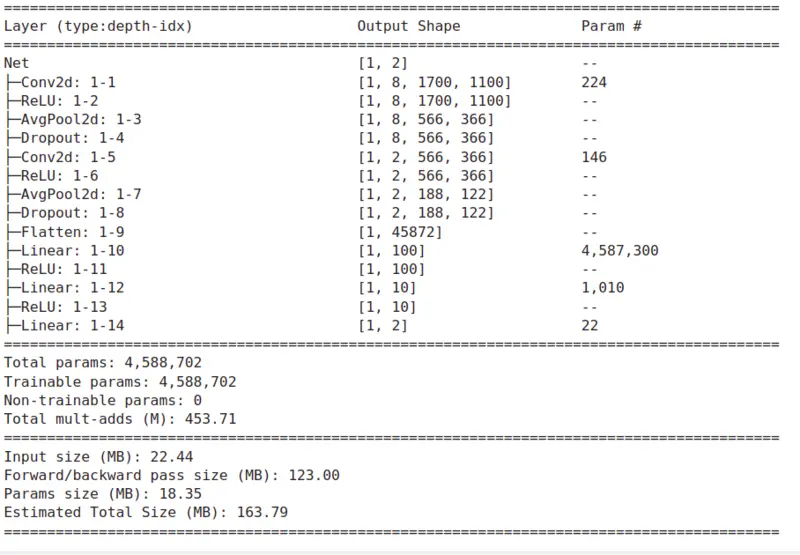 ==========================================================================================
Layer (type:depth-idx)                   Output Shape              Param #
==========================================================================================
Net                                      [1, 2]                    --
├─Conv2d: 1-1                            [1, 8, 1700, 1100]        224
├─ReLU: 1-2                              [1, 8, 1700, 1100]        --
├─AvgPool2d: 1-3                         [1, 8, 566, 366]          --
├─Dropout: 1-4                           [1, 8, 566, 366]          --
├─Conv2d: 1-5                            [1, 2, 566, 366]          146
├─ReLU: 1-6                              [1, 2, 566, 366]          --
├─AvgPool2d: 1-7                         [1, 2, 188, 122]          --
├─Dropout: 1-8                           [1, 2, 188, 122]          --
├─Flatten: 1-9                           [1, 45872]                --
├─Linear: 1-10                           [1, 100]                  4,587,300
├─ReLU: 1-11                             [1, 100]                  --
├─Linear: 1-12                           [1, 10]                   1,010
├─ReLU: 1-13                             [1, 10]                   --
├─Linear: 1-14                           [1, 2]                    22
==========================================================================================
Total params: 4,588,702
Trainable params: 4,588,702
Non-trainable params: 0
Total mult-adds (M): 453.71
==========================================================================================
Input size (MB): 22.44
Forward/backward pass size (MB): 123.00
Params size (MB): 18.35
Estimated Total Size (MB): 163.79
==========================================================================================